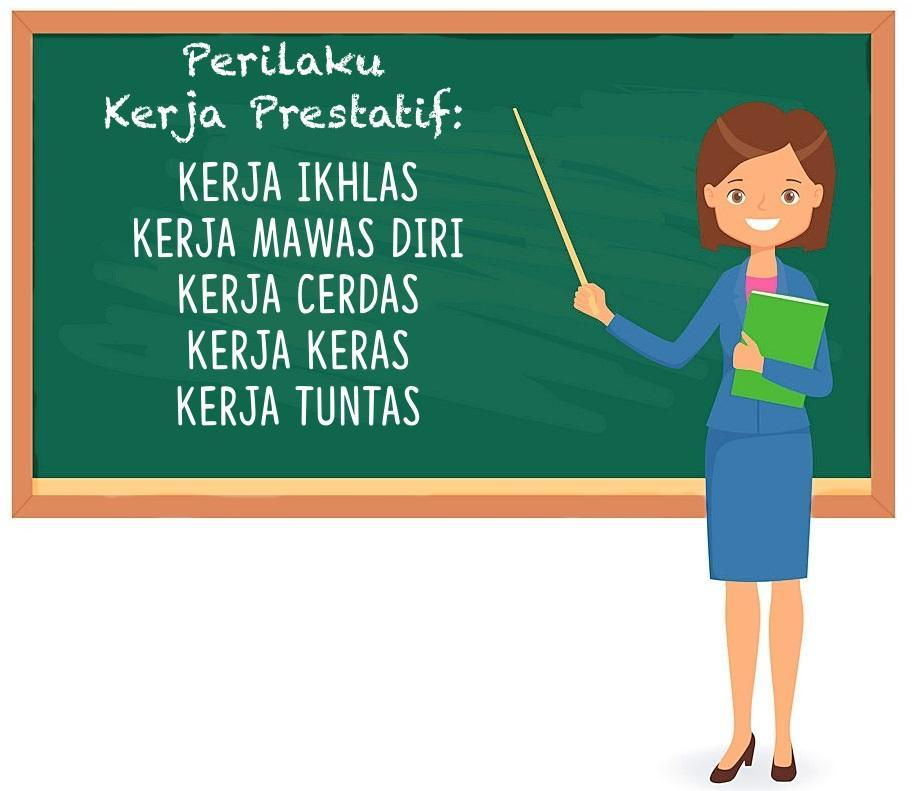 Perilaku
Kerja Prestatif:
KERJA IKHLAS
KERJA MAWAS DIRI
KERJA CERDAS
KERJA KERAS
KERJA TUNTAS